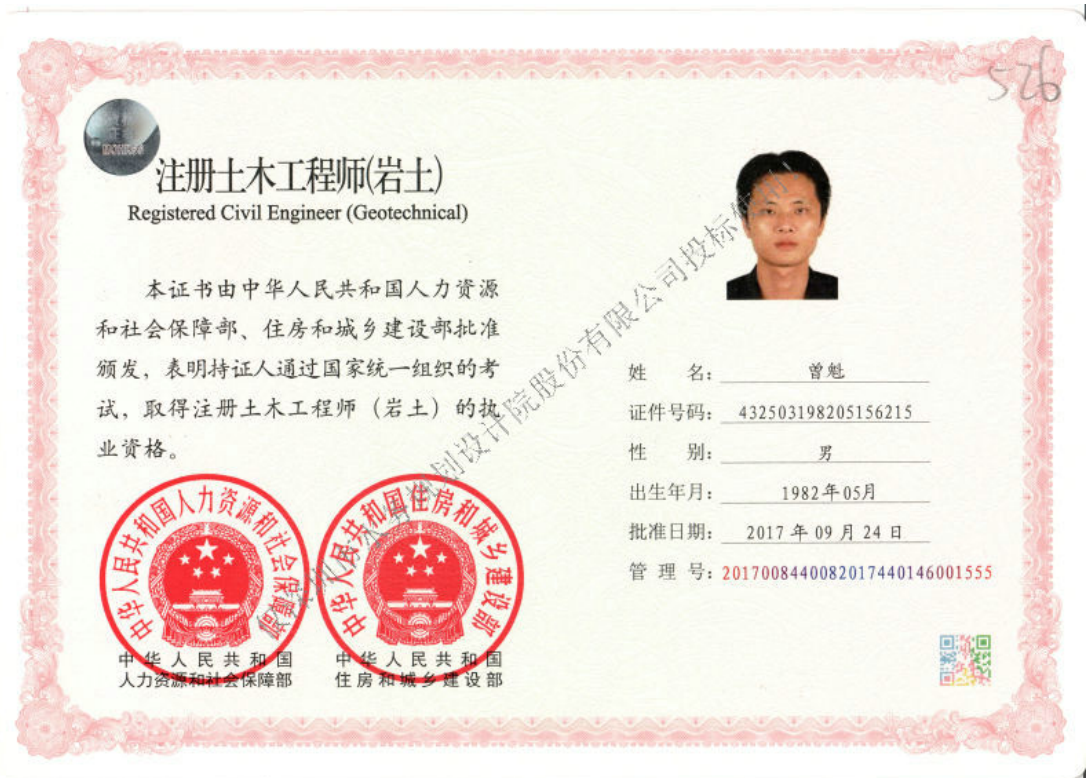 526
注册土木工程师(岩土)
Registered Civil Engineer (Geotechnical)
本证书由中华人民共和国人力资源
和社会保障部、住房和城乡建设部批准
颁发，表明持证人通过国家统一组织的考
试，取得注册土木工程师（岩土）的执
业资格。
中华人民共和国人力资源和社会保障部
中华人民共和国住房和城乡建设部
中华人民共和国
人力资源和社会保障部
中华人民共和国
住房和城乡建设部
姓 名： 曾魁
证件号码： 432503198205156215
性 别： 男
出生年月： 1982年05月
批准日期： 2017年09月24日
管 理 号：2017008440082017440146001555
规划设计院股份有限公司投标